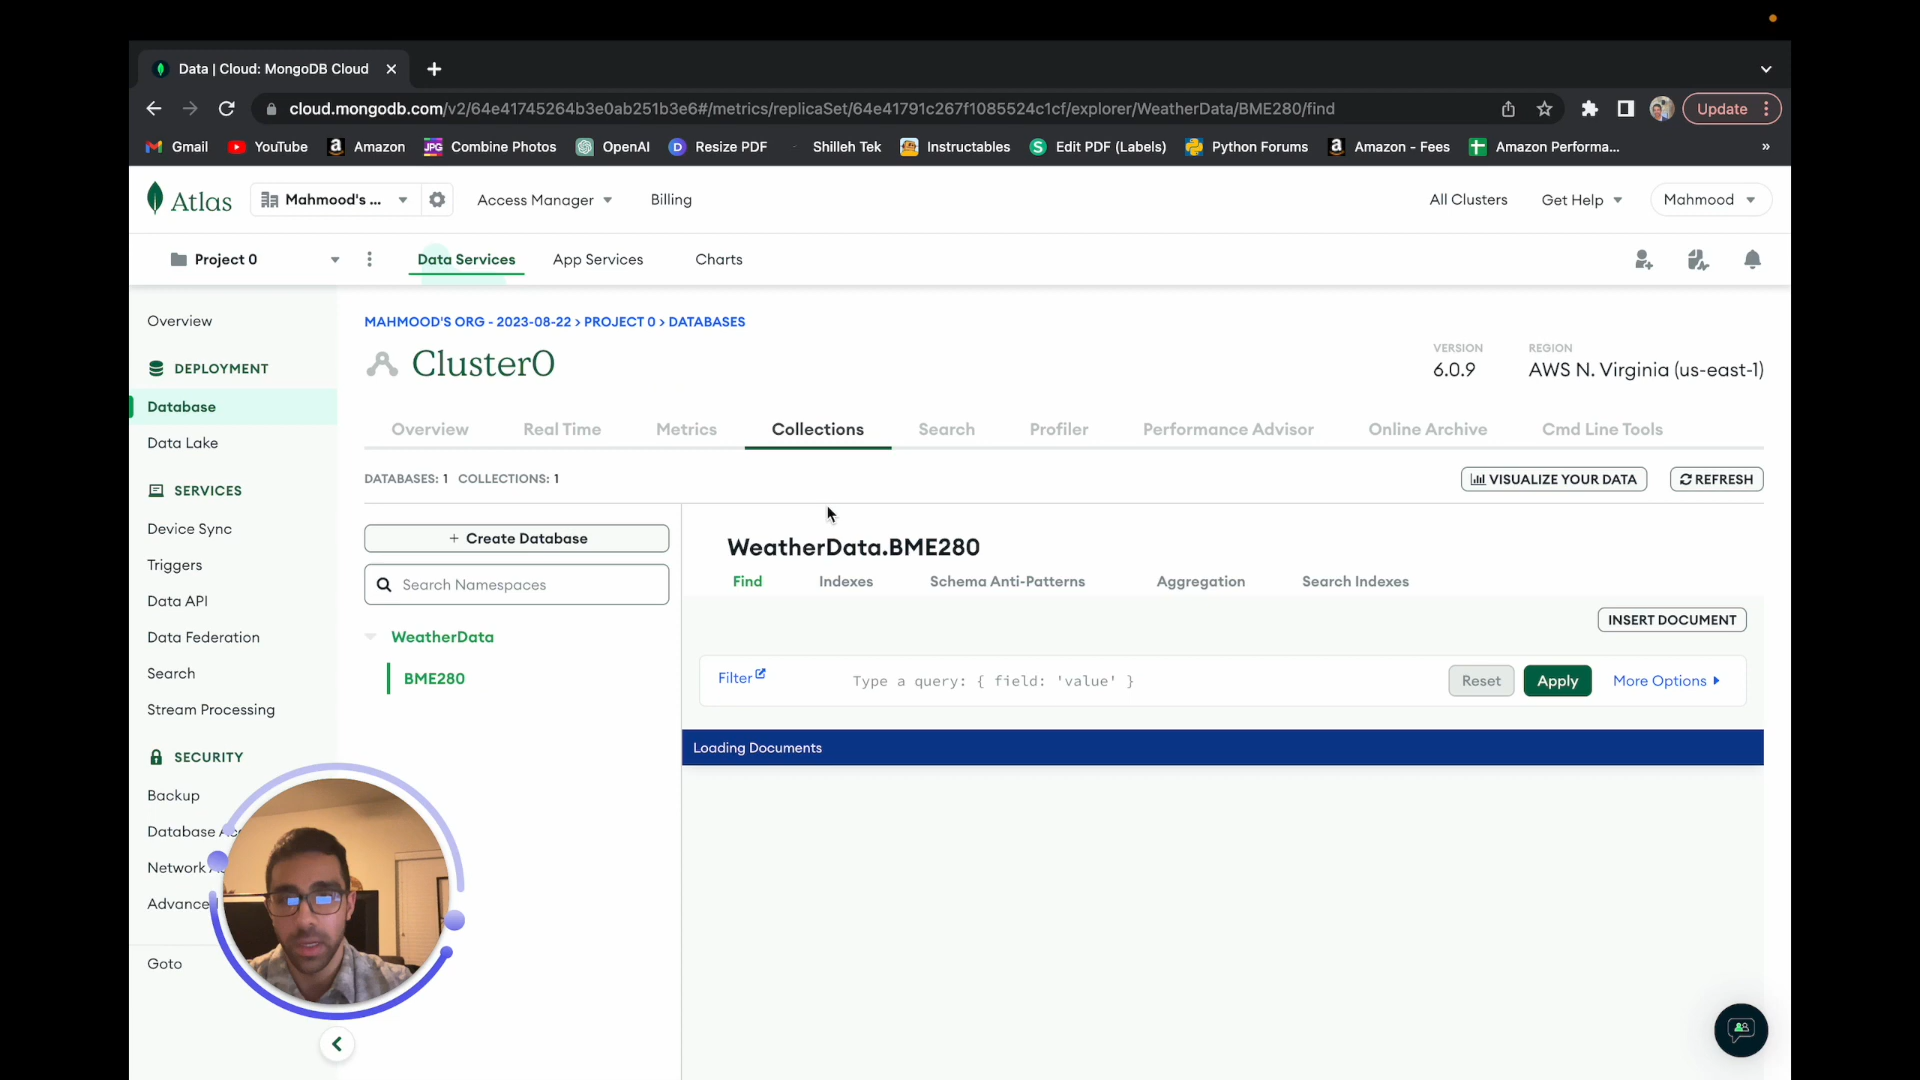 Data | Cloud: MongoDB Cloud
cloud.mongodb.com/v2/64e41745264b3e0ab251b3e6#/metrics/replicaSet/64e41791c267f1085524c1cf/explorer/WeatherData/BME280/find
Update
Gmail YouTube Amazon JPG Combine Photos OpenAI D Resize PDF Shilleh Tek Instructables S Edit PDF (Labels) Python Forums Amazon - Fees Amazon Performa... »
Atlas Mahmood's ... Access Manager Billing All Clusters Get Help Mahmood
Project 0 Data Services App Services Charts
Overview
DEPLOYMENT
Database
Data Lake
SERVICES
Device Sync
Triggers
Data API
Data Federation
Search
Stream Processing
SECURITY
Backup
Database
Network
Goto
MAHMOOD'S ORG - 2023-08-22 > PROJECT 0 > DATABASES
Cluster0
VERSION
6.0.9
REGION
AWS N. Virginia (us-east-1)
Overview Real Time Metrics Collections Search Profiler Performance Advisor Online Archive Cmd Line Tools
DATABASES: 1 COLLECTIONS: 1
VISUALIZE YOUR DATA REFRESH
+ Create Database
Search Namespaces
WeatherData
BME280
WeatherData.BME280
Find Indexes Schema Anti-Patterns Aggregation Search Indexes
INSERT DOCUMENT
Filter Type a query: { field: 'value' } Reset Apply More Options
Loading Documents